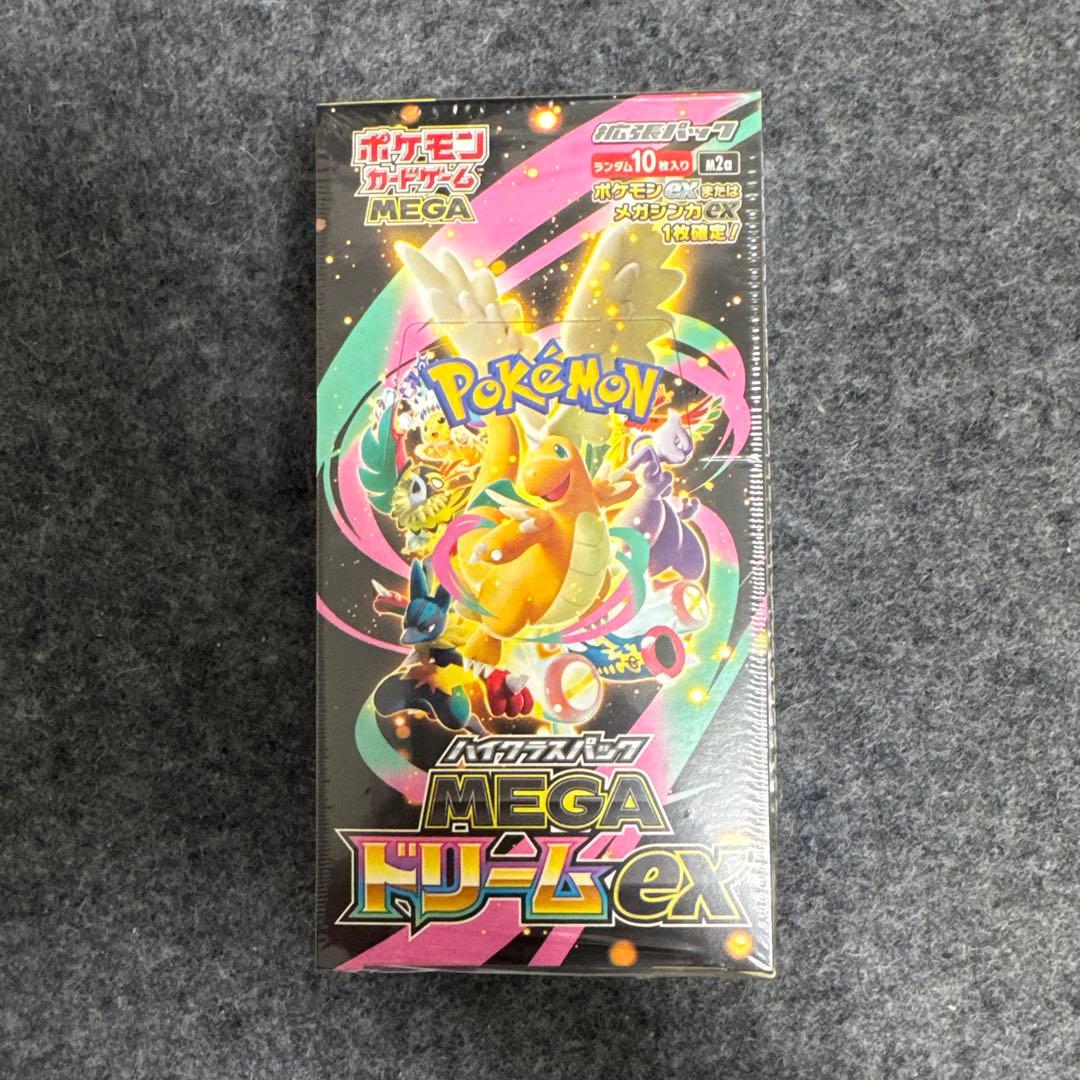 ポケモン
カードゲーム
MEGA
拡張パック
ランダム10枚入り M2a
ポケモンexまたは
メガシンカex
1枚確定!
POKÉMON
TM
ハイクラスパック
MEGA
ドリームex